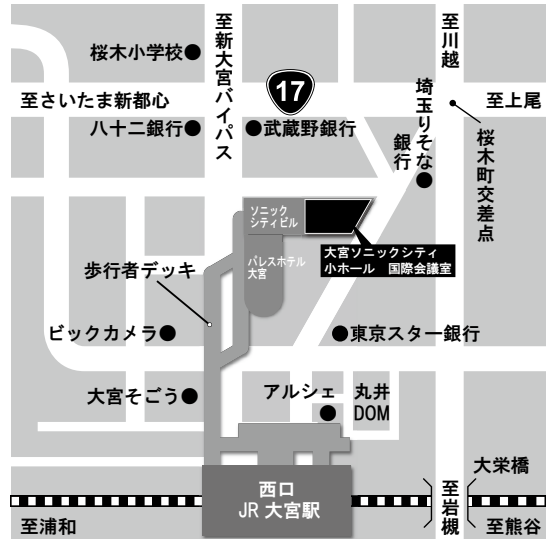 至新大宮バイパス
至川越
桜木小学校
17
埼玉りそな
銀行
至さいたま新都心
至上尾
八十二銀行
武蔵野銀行
桜木町交差点
ソニック
シティビル
大宮ソニックシティ
小ホール 国際会議室
パレスホテル
大宮
歩行者デッキ
ビックカメラ
東京スター銀行
大宮そごう
アルシェ
丸井
DOM
大栄橋
西口
JR 大宮駅
至岩槻
至浦和
至熊谷